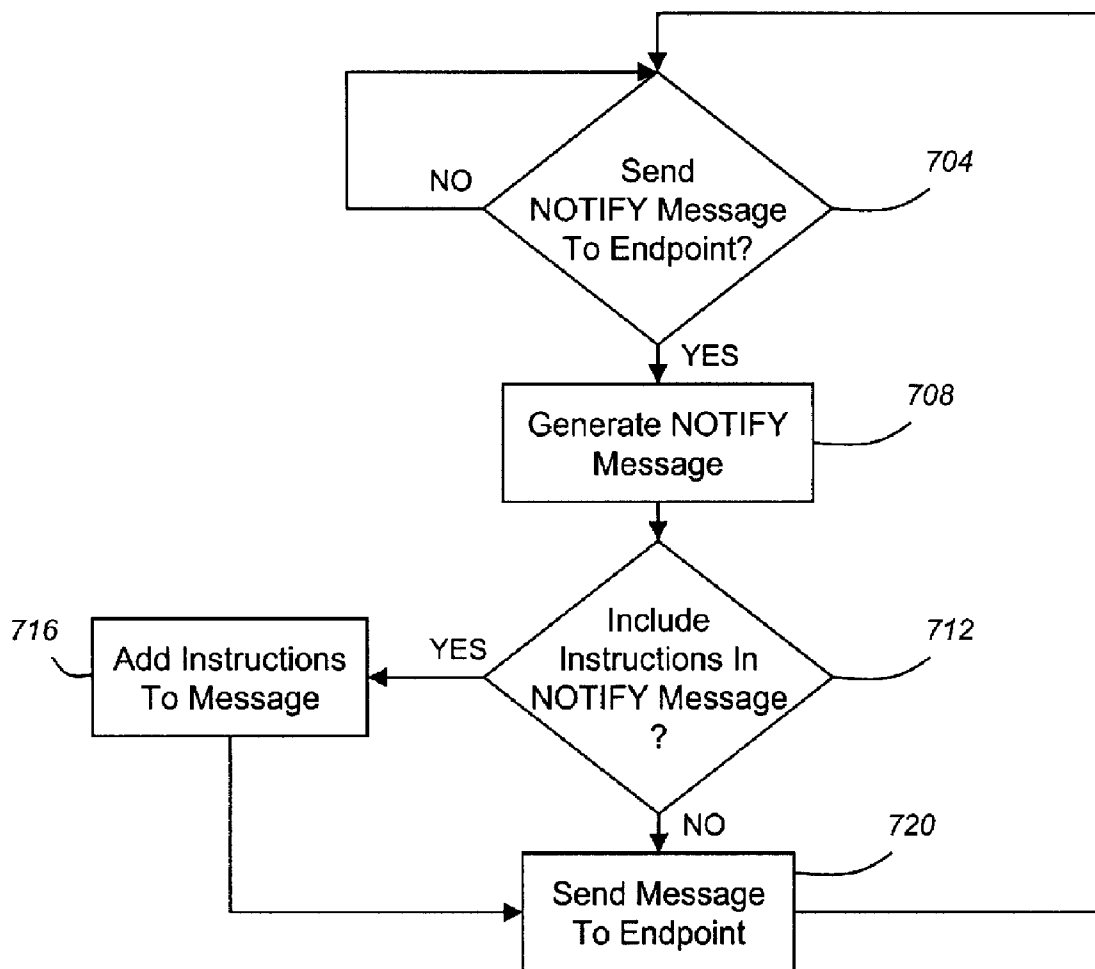 704
NO
Send
NOTIFY Message
To Endpoint?
YES
708
Generate NOTIFY
Message
716
Add Instructions
To Message
YES
Include
Instructions In
NOTIFY Message
?
712
NO
720
Send Message
To Endpoint